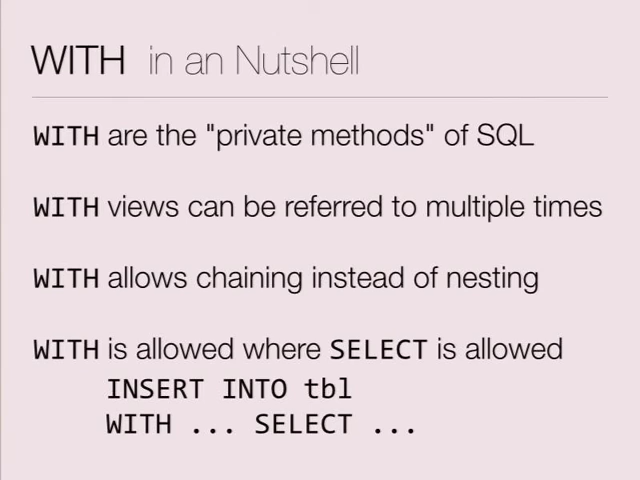 WITH in an Nutshell
WITH are the "private methods" of SQL
WITH views can be referred to multiple times
WITH allows chaining instead of nesting
WITH is allowed where SELECT is allowed
INSERT INTO tbl
WITH ... SELECT ...